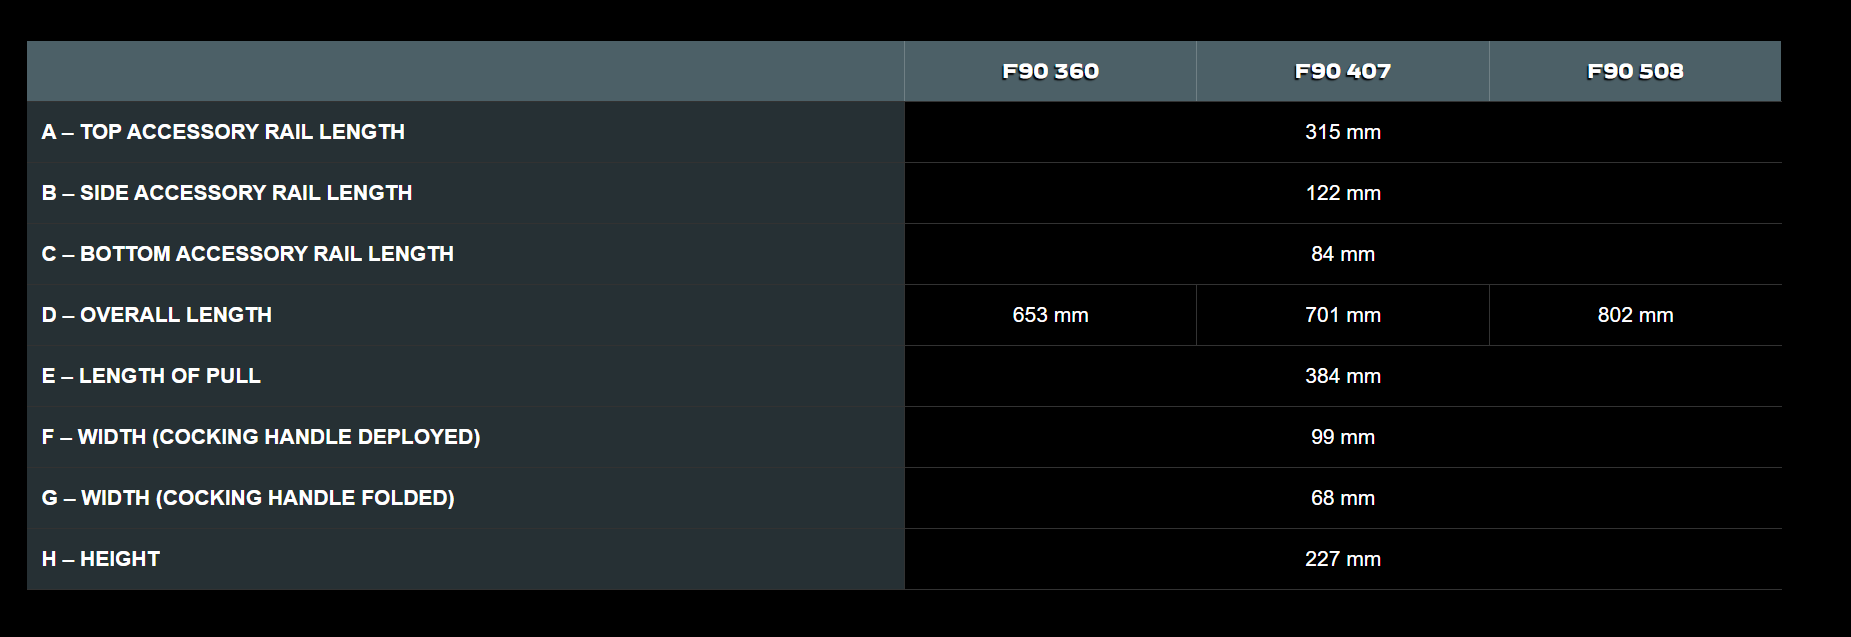 F90 360 F90 407 F90 508
A – TOP ACCESSORY RAIL LENGTH 315 mm
B – SIDE ACCESSORY RAIL LENGTH 122 mm
C – BOTTOM ACCESSORY RAIL LENGTH 84 mm
D – OVERALL LENGTH 653 mm 701 mm 802 mm
E – LENGTH OF PULL 384 mm
F – WIDTH (COCKING HANDLE DEPLOYED) 99 mm
G – WIDTH (COCKING HANDLE FOLDED) 68 mm
H – HEIGHT 227 mm